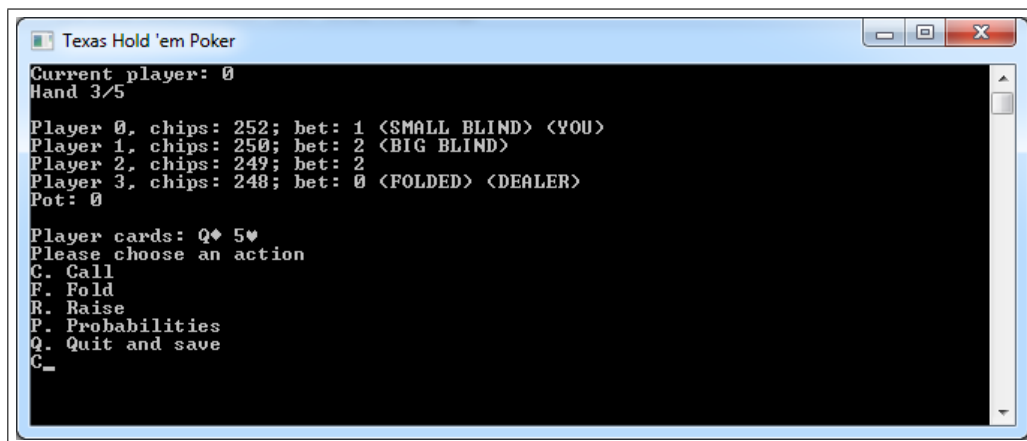 Texas Hold 'em Poker
Current player: 0
Hand 3/5
Player 0, chips: 252; bet: 1 (SMALL BLIND) (YOU)
Player 1, chips: 250; bet: 2 (BIG BLIND)
Player 2, chips: 249; bet: 2
Player 3, chips: 248; bet: 0 (FOLDED) (DEALER)
Pot: 0
Player cards: Q♦ 5♥
Please choose an action
C. Call
F. Fold
R. Raise
P. Probabilities
Q. Quit and save
C_